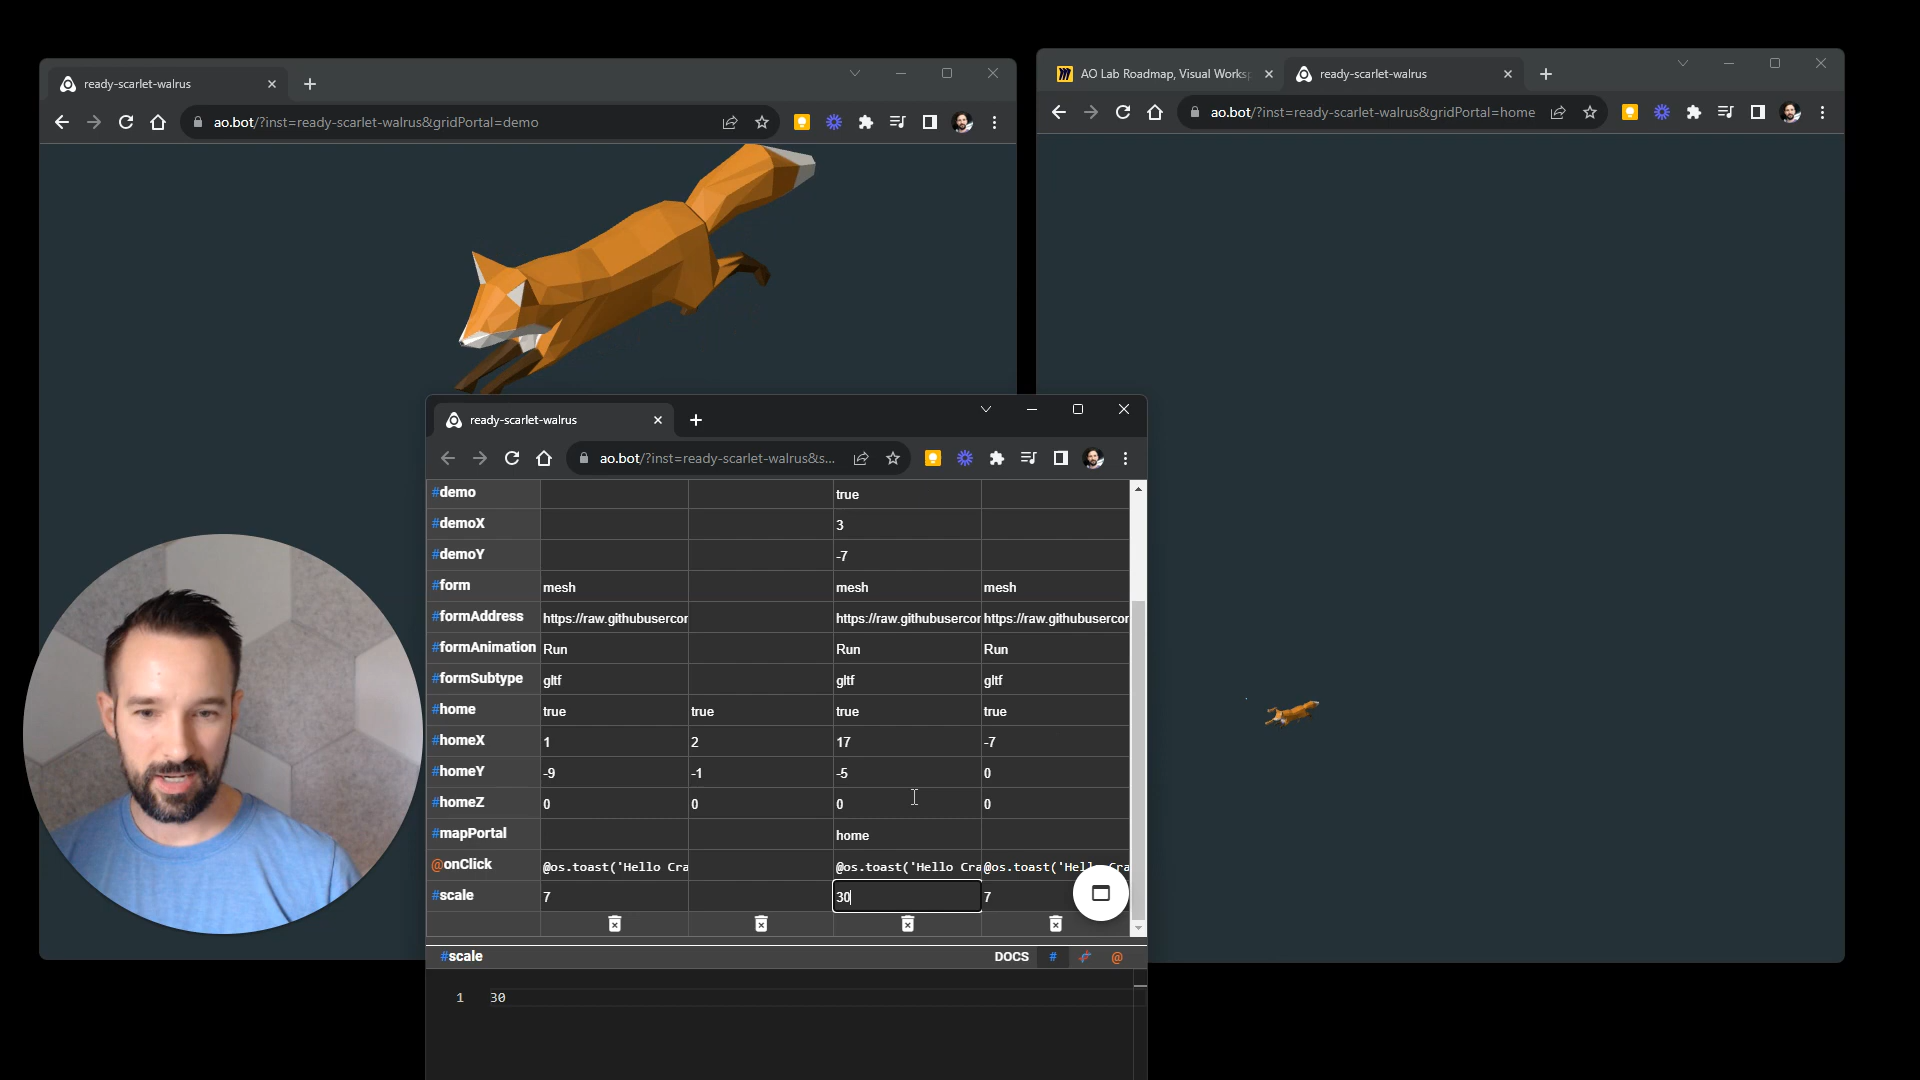 ready-scarlet-walrus
ao.bot/?inst=ready-scarlet-walrus&gridPortal=demo
AO Lab Roadmap, Visual Works
ready-scarlet-walrus
ao.bot/?inst=ready-scarlet-walrus&gridPortal=home
ready-scarlet-walrus
ao.bot/?inst=ready-scarlet-walrus&s...
#demo true
#demoX 3
#demoY -7
#form mesh mesh mesh
#formAddress https://raw.githubusercor https://raw.githubusercor https://raw.githubusercor
#formAnimation Run Run Run
#formSubtype gltf gltf gltf
#home true true true true
#homeX 1 2 17 -7
#homeY -9 -1 -5 0
#homeZ 0 0 0 0
#mapPortal home
@onClick @os.toast('Hello Cra @os.toast('Hello Cra @os.toast('Hello Cra
#scale 7 30 7
#scale DOCS # @
1 30